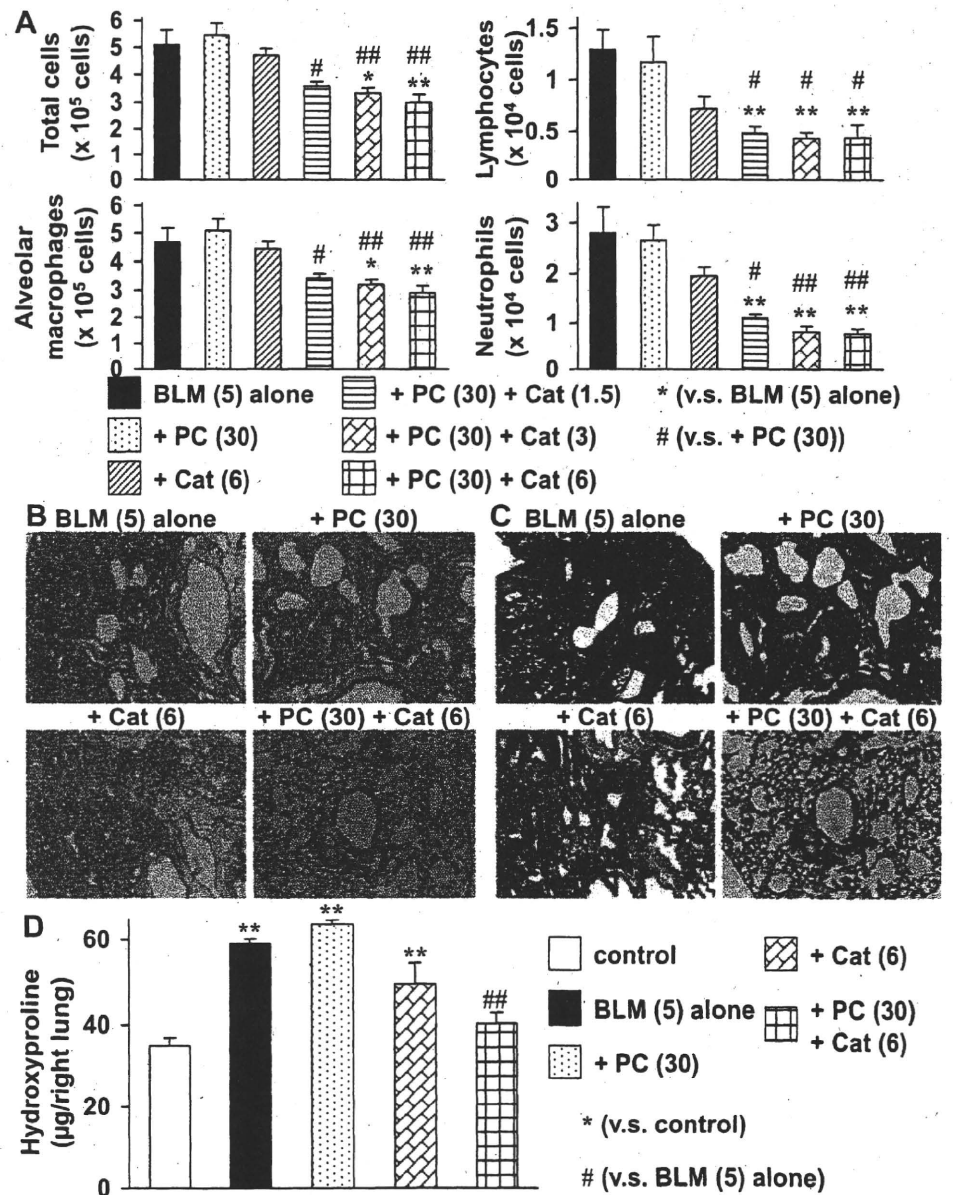 A
Total cells
(x 10⁵ cells)
6
5
4
3
2
1
0
#
##
*
##
**
Lymphocytes
(x 10⁴ cells)
1.5
1
0.5
0
#
**
#
**
#
**
Alveolar
macrophages
(x 10⁵ cells)
6
5
4
3
2
1
0
#
##
*
##
**
Neutrophils
(x 10⁴ cells)
3
2
1
0
#
**
##
**
##
**
BLM (5) alone
+ PC (30)
+ Cat (6)
+ PC (30) + Cat (1.5)
+ PC (30) + Cat (3)
+ PC (30) + Cat (6)
* (v.s. BLM (5) alone)
# (v.s. + PC (30))
B
BLM (5) alone
+ PC (30)
+ Cat (6)
+ PC (30) + Cat (6)
C
BLM (5) alone
+ PC (30)
+ Cat (6)
+ PC (30) + Cat (6)
D
Hydroxyproline
(µg/right lung)
60
40
20
0
**
**
**
##
control
BLM (5) alone
+ PC (30)
+ Cat (6)
+ PC (30)
+ Cat (6)
* (v.s. control)
# (v.s. BLM (5) alone)